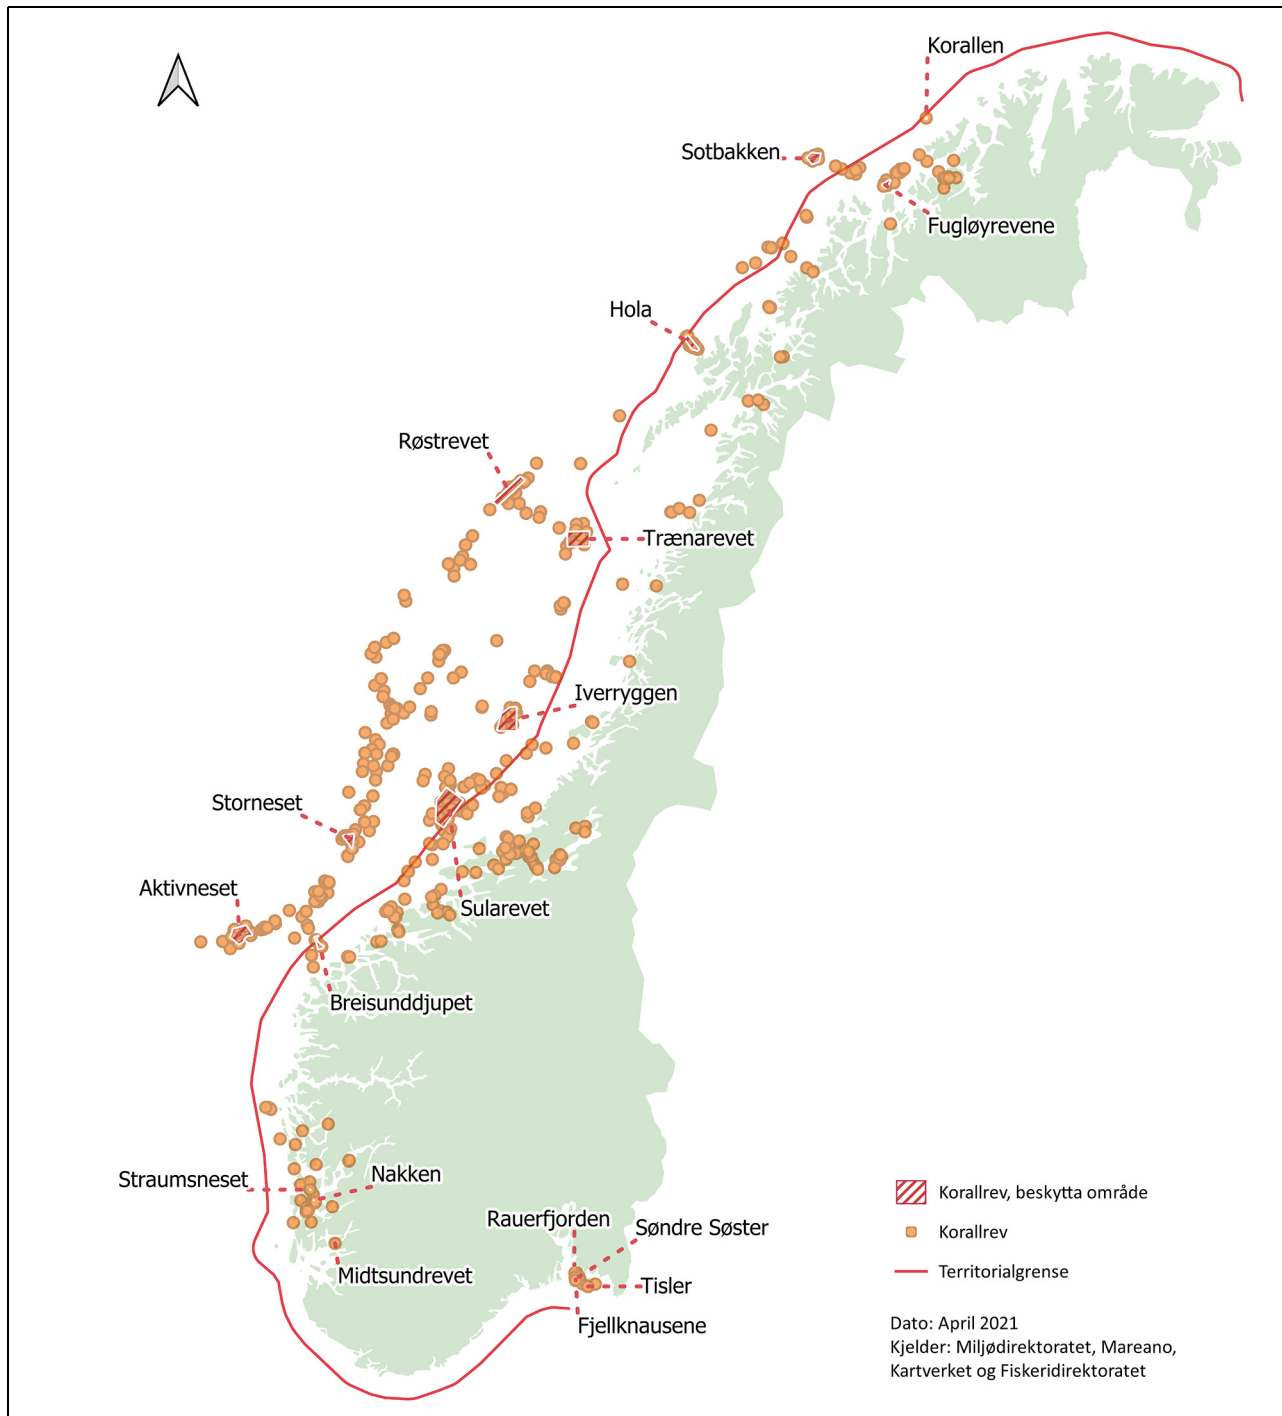 Korallen
Sotbakken
Fugløyrevene
Hola
Røstrevet
Trænarevet
Iverryggen
Storneset
Aktivneset
Sularevet
Breisunddjupet
Straumsneset
Nakken
Midtsundrevet
Rauerfjorden
Søndre Søster
Tisler
Fjellknausene
Korallrev, beskytta område
Korallrev
Territorialgrense
Dato: April 2021
Kjelder: Miljødirektoratet, Mareano,
Kartverket og Fiskeridirektoratet